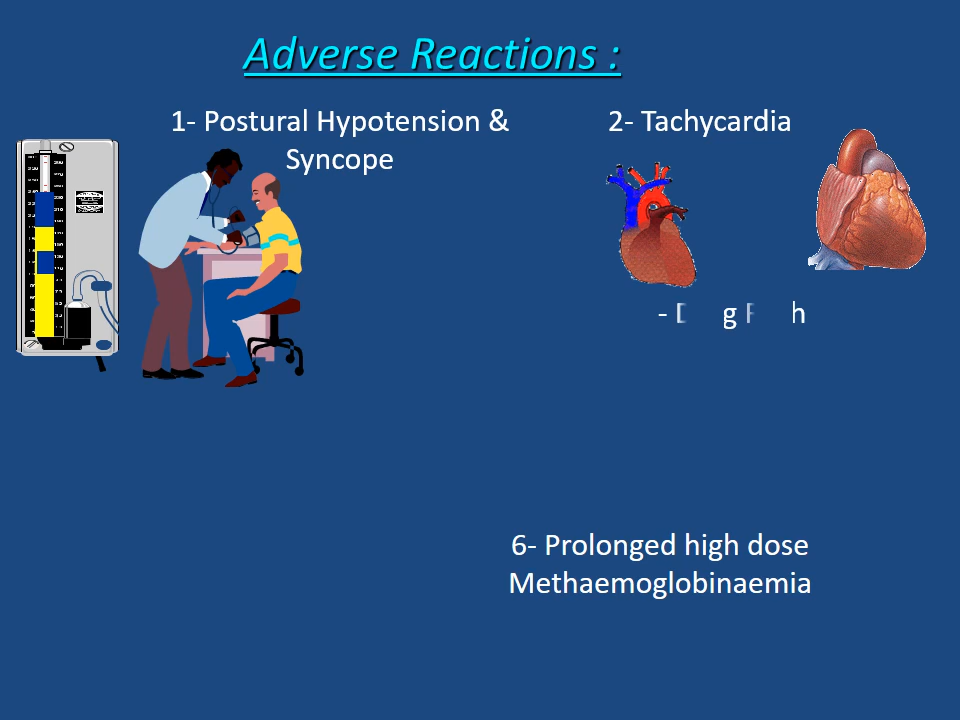 Adverse Reactions :
1- Postural Hypotension &
Syncope
2- Tachycardia
6- Prolonged high dose
Methaemoglobinaemia